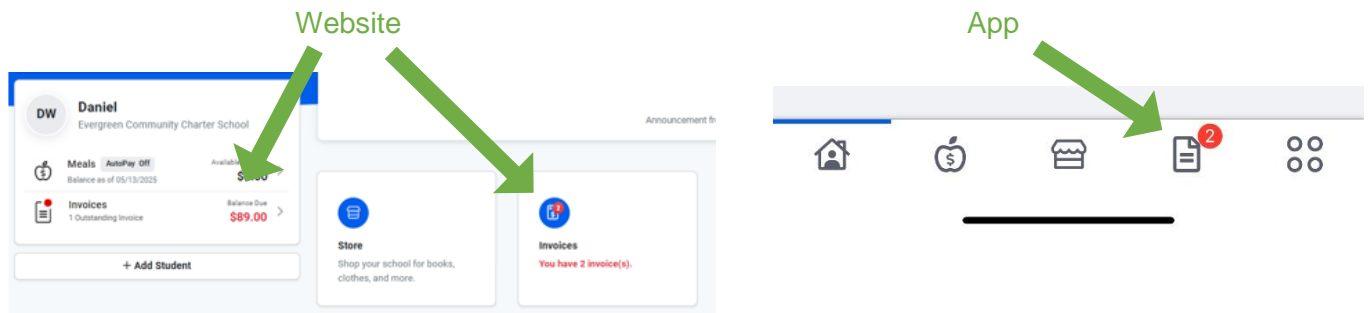 Website
App
DW
Daniel
Evergreen Community Charter School
Meals AutoPay Off
Balance as of 05/13/2025
Invoices
1 Outstanding Invoice
Balance Due
$89.00
+ Add Student
Announcement
Store
Shop your school for books,
clothes, and more.
2
Invoices
You have 2 invoice(s).
2